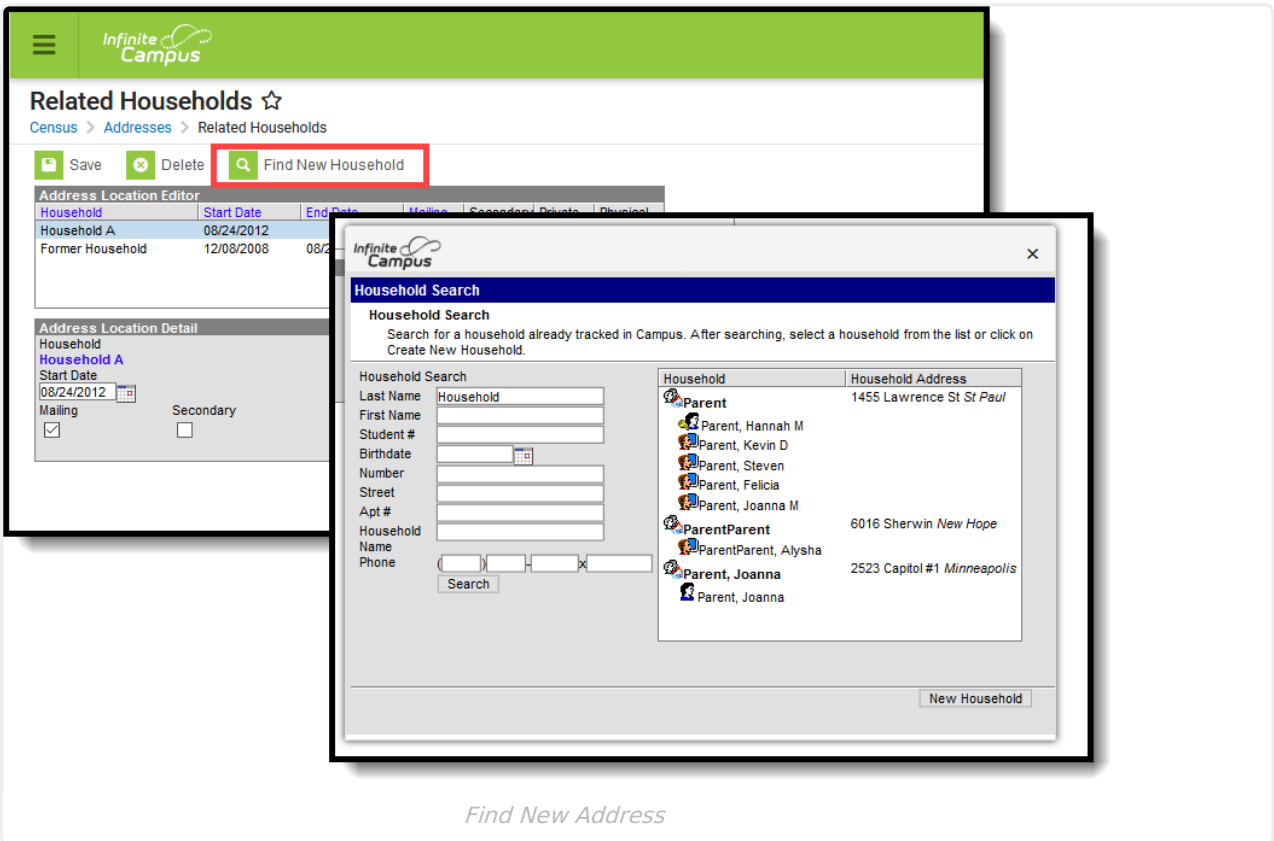 Infinite
Campus
Related Households
Census > Addresses > Related Households
Save Delete Find New Household
Address Location Editor
Household Start Date End Date Mailing Secondary Private Physical
Household A 08/24/2012
Former Household 12/08/2008 08/2
Address Location Detail
Household
Household A
Start Date
08/24/2012
Mailing Secondary
Infinite
Campus
×
Household Search
Household Search
Search for a household already tracked in Campus. After searching, select a household from the list or click on
Create New Household.
Household Search
Last Name Household
First Name
Student #
Birthdate
Number
Street
Apt #
Household
Name
Phone ( ) - x
Search
Household Household Address
Parent 1455 Lawrence St St Paul
Parent, Hannah M
Parent, Kevin D
Parent, Steven
Parent, Felicia
Parent, Joanna M
ParentParent 6016 Sherwin New Hope
ParentParent, Alysha
Parent, Joanna 2523 Capitol #1 Minneapolis
Parent, Joanna
New Household
Find New Address